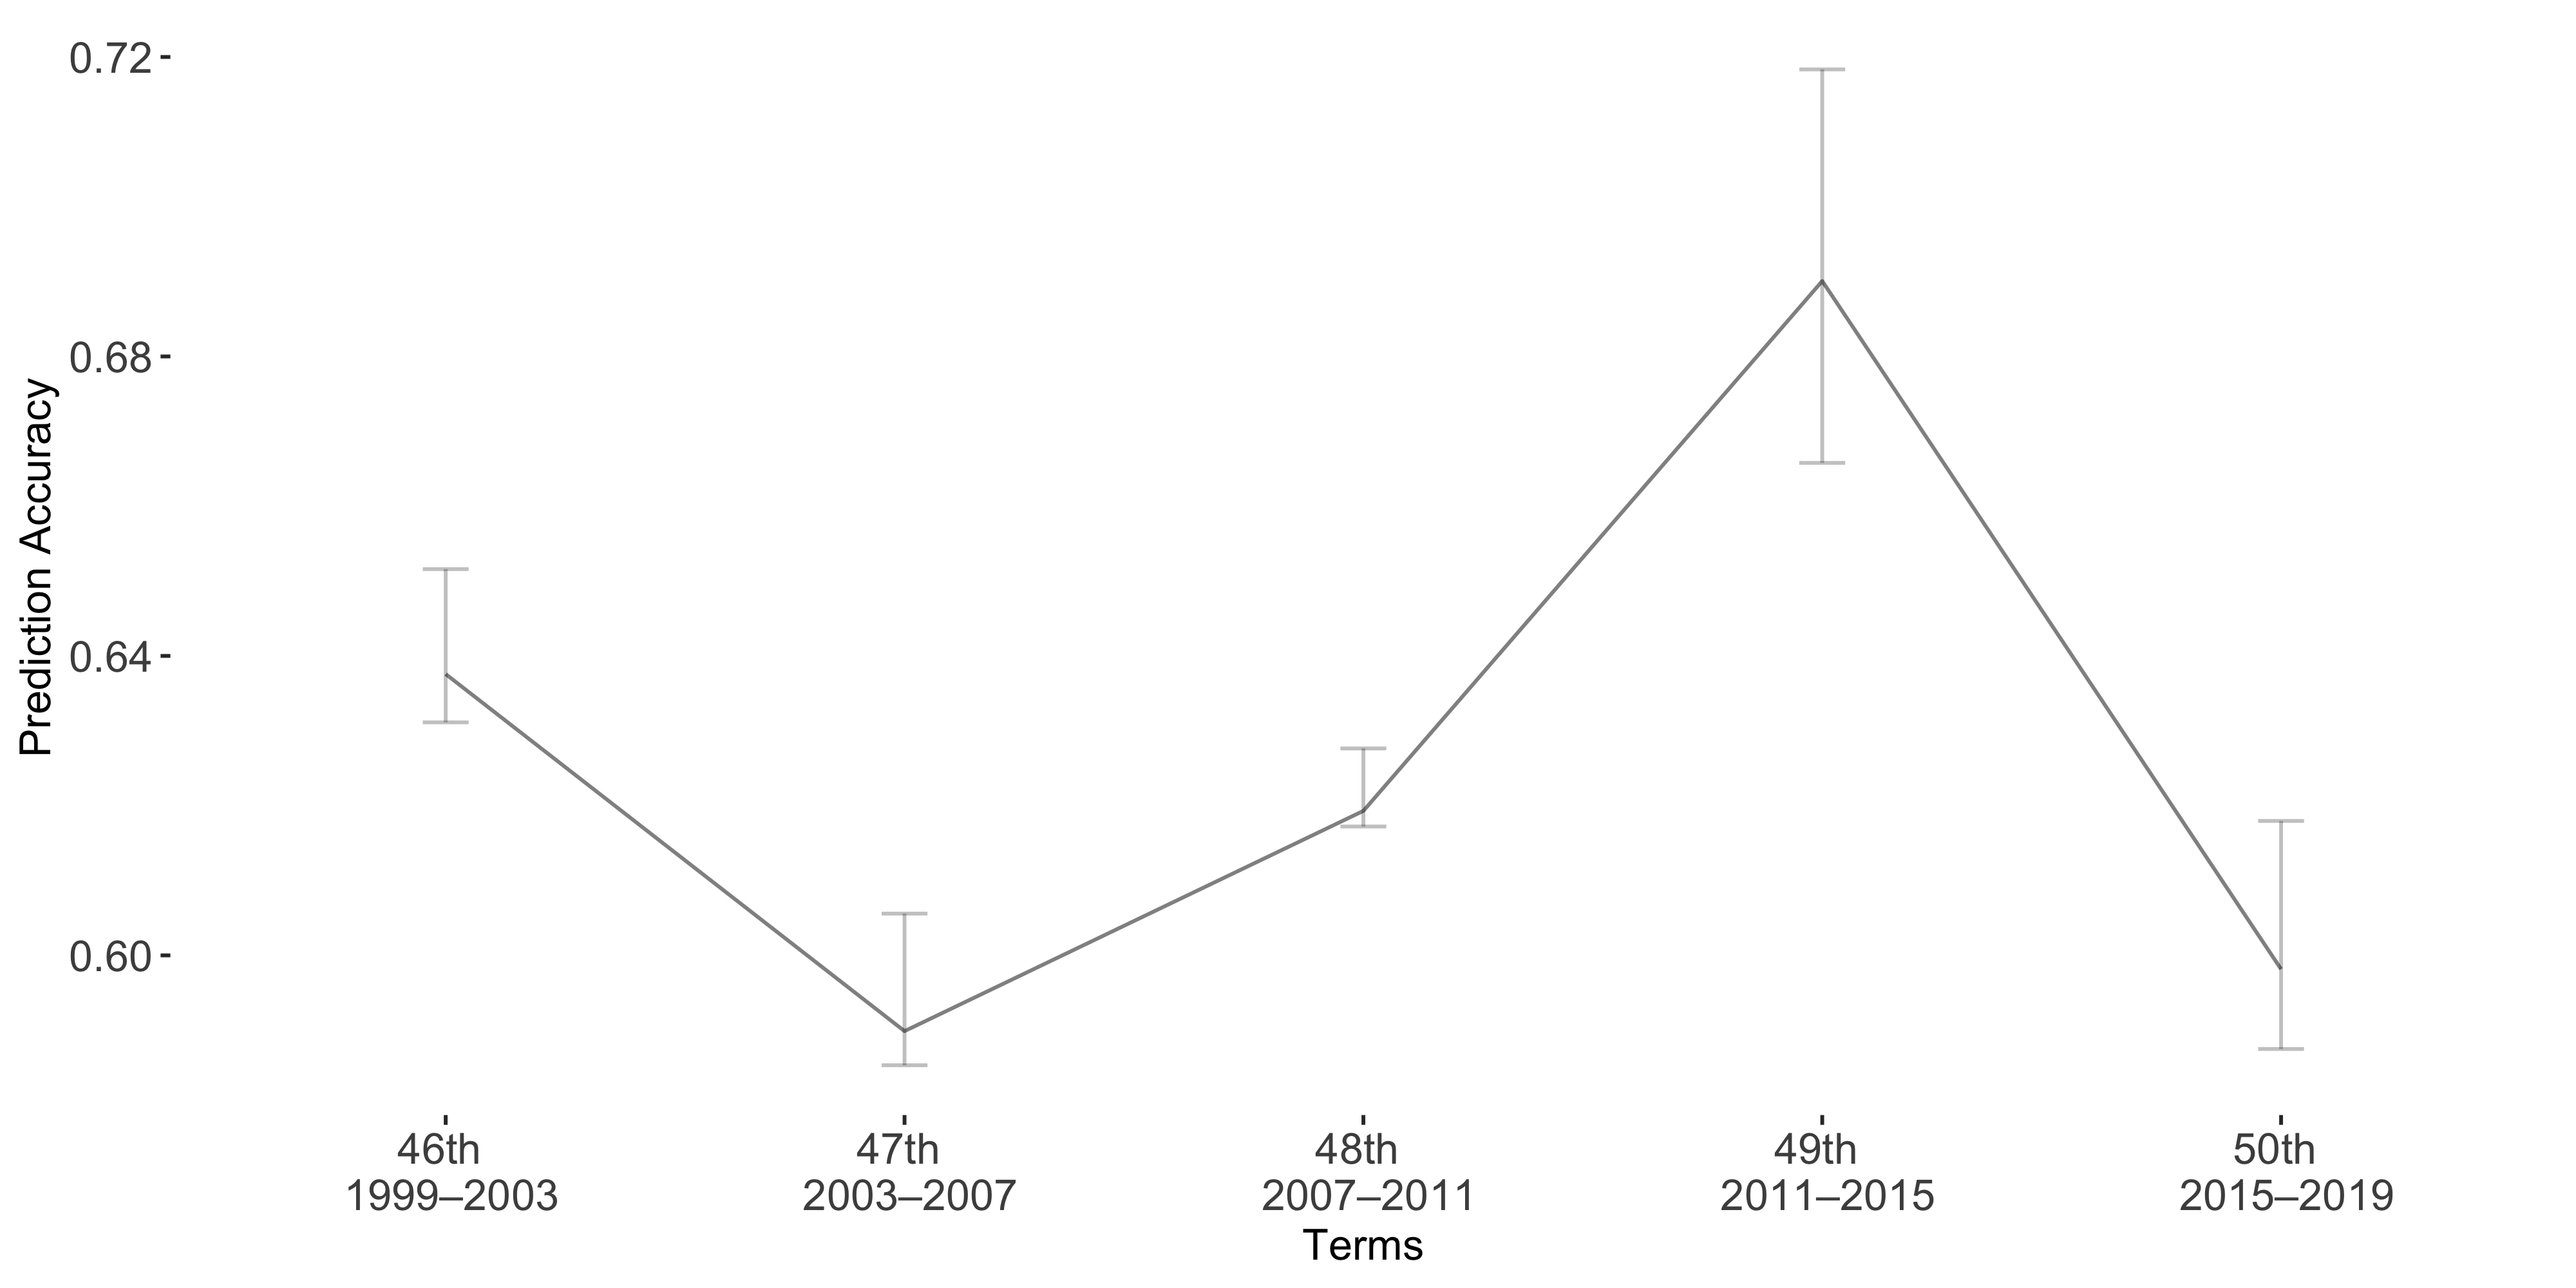 0.72
0.68
0.64
0.60
Prediction Accuracy
46th
1999–2003
47th
2003–2007
48th
2007–2011
49th
2011–2015
50th
2015–2019
Terms